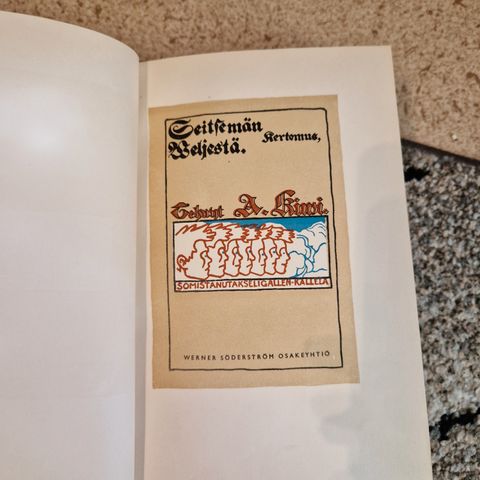 Seitsemän
Weljestä. Kertomus,
Tehnyt A. Kiwi.
SOMISTANUT AKSELI GALLEN-KALLELA
WERNER SÖDERSTRÖM OSAKEYHTIÖ